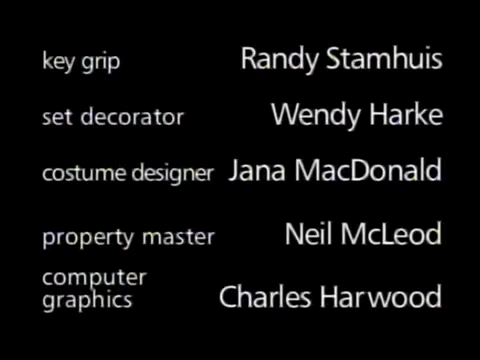 key grip Randy Stamhuis
set decorator Wendy Harke
costume designer Jana MacDonald
property master Neil McLeod
computer
graphics Charles Harwood